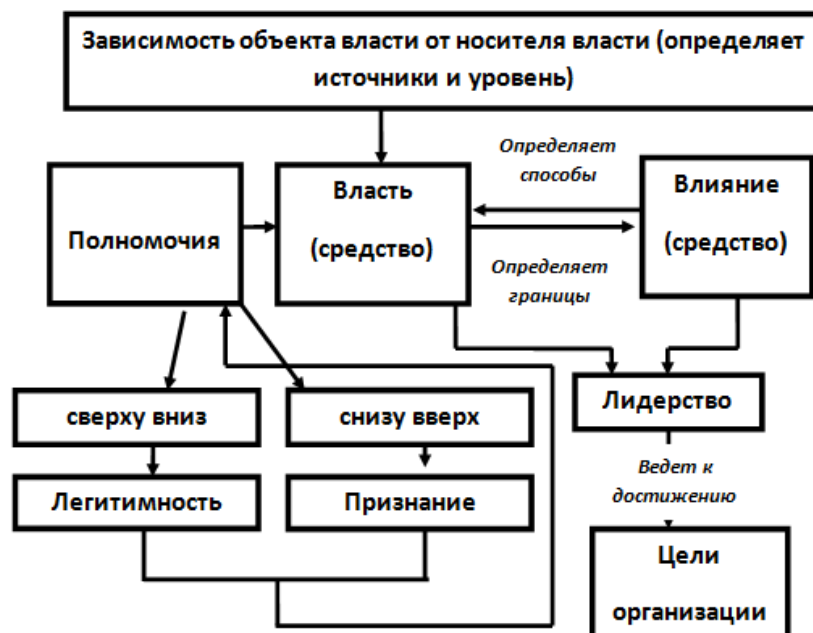 Зависимость объекта власти от носителя власти (определяет
источники и уровень)
Определяет
способы
Полномочия
Власть
(средство)
Влияние
(средство)
Определяет
границы
сверху вниз
снизу вверх
Лидерство
Легитимность
Признание
Ведет к
достижению
Цели
организации